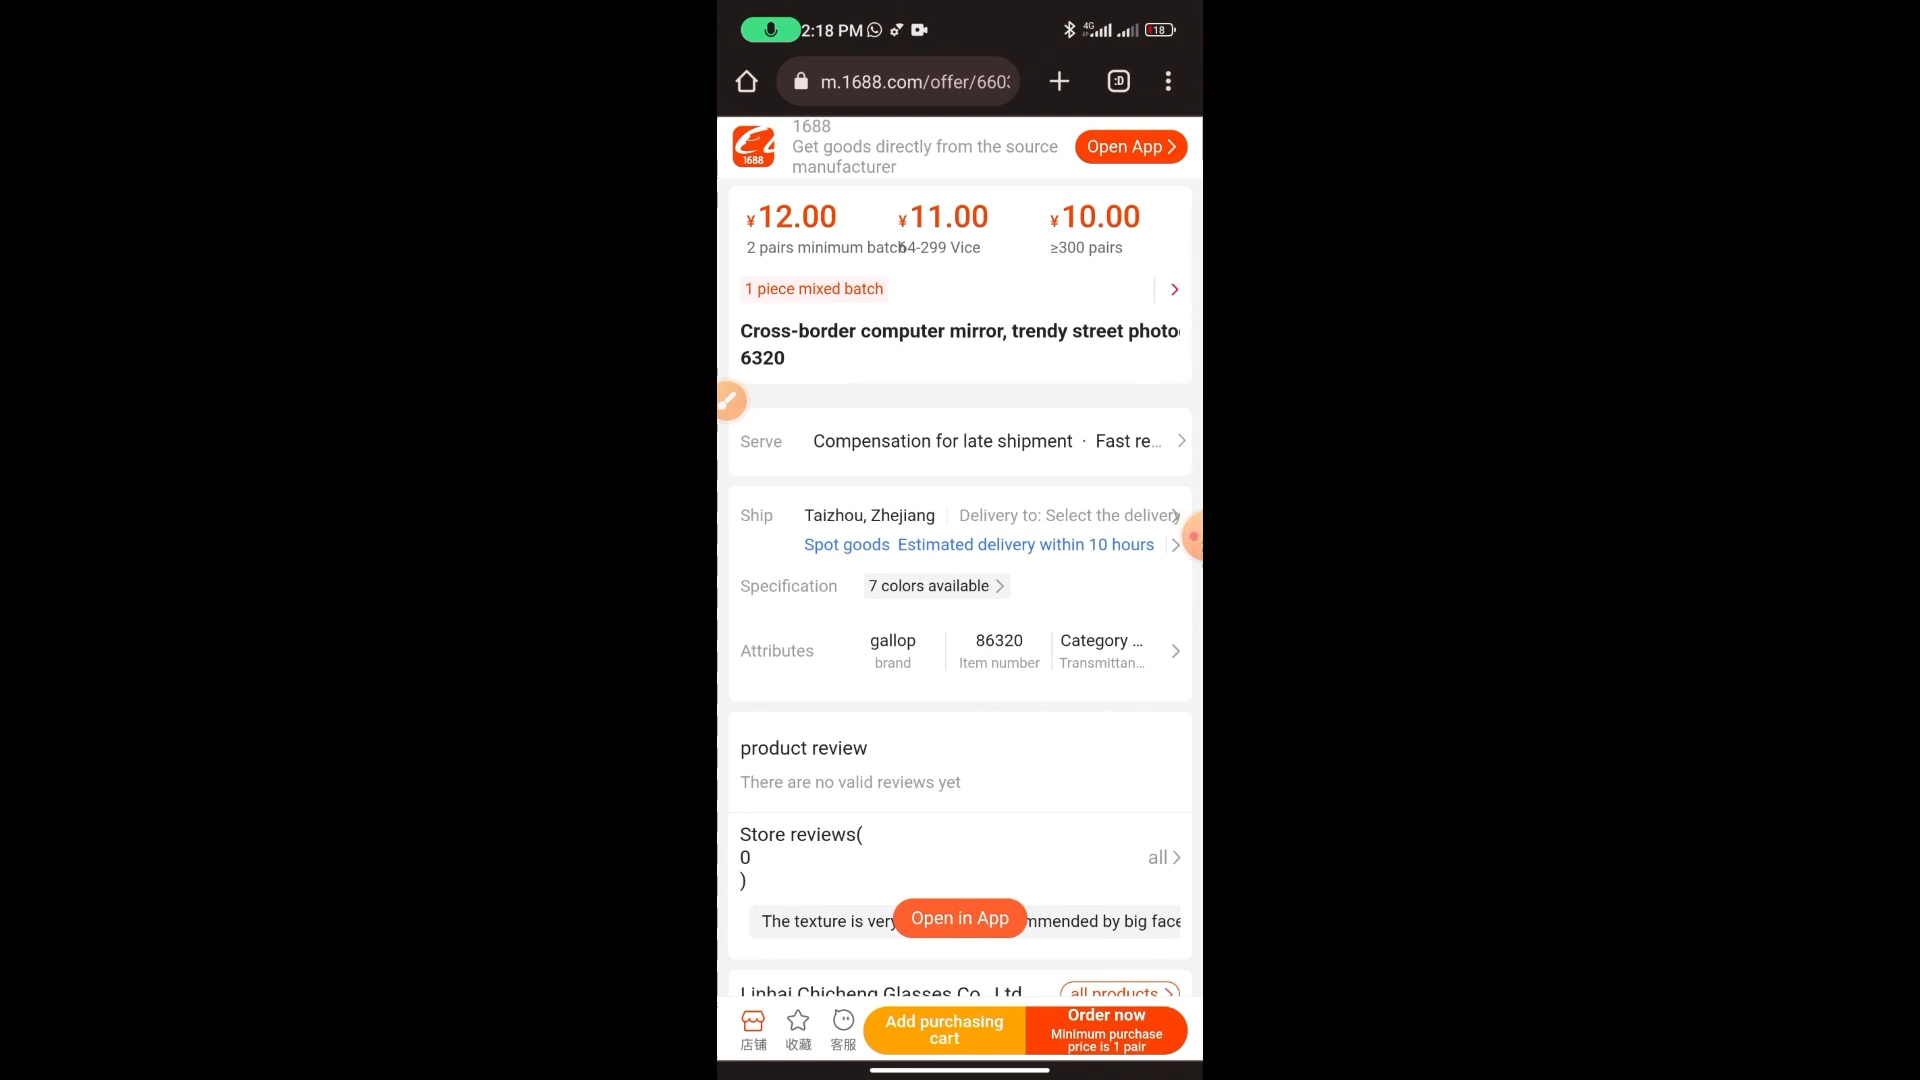 2:18 PM
4G
18
m.1688.com/offer/660
:D
1688
Get goods directly from the source
manufacturer
1688
Open App
¥12.00
¥11.00
¥10.00
2 pairs minimum batch
64-299 Vice
≥300 pairs
1 piece mixed batch
Cross-border computer mirror, trendy street photo
6320
Serve
Compensation for late shipment · Fast re...
Ship
Taizhou, Zhejiang
Delivery to: Select the delivery
Spot goods Estimated delivery within 10 hours
Specification
7 colors available
Attributes
gallop
86320
Category ...
brand
Item number
Transmittan...
product review
There are no valid reviews yet
Store reviews(
0
)
all
The texture is very
Open in App
mmended by big face
Linhai Chicheng Glasses Co., Ltd
all products
店铺
收藏
客服
Add purchasing
cart
Order now
Minimum purchase
price is 1 pair